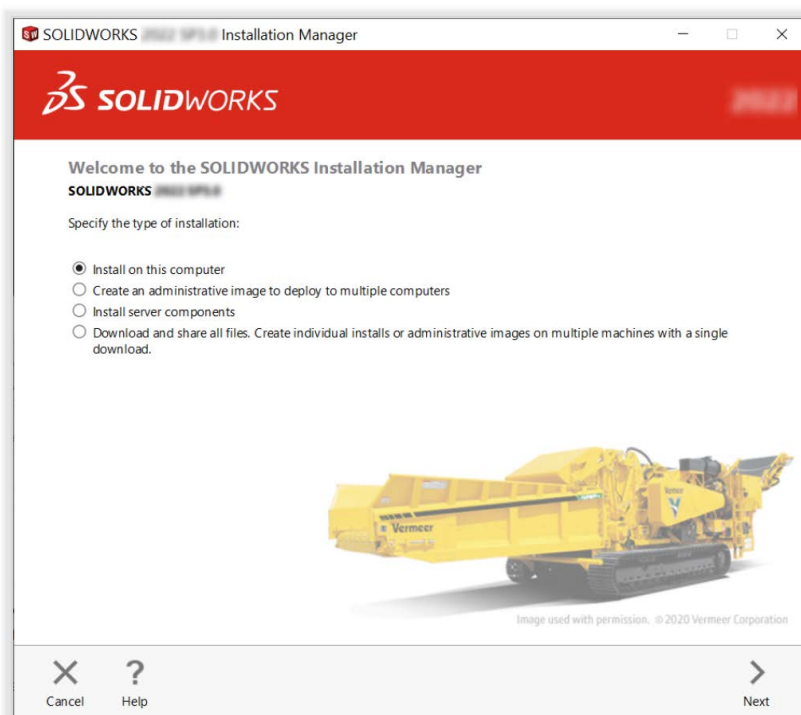 SOLIDWORKS Installation Manager
SOLIDWORKS
Welcome to the SOLIDWORKS Installation Manager
SOLIDWORKS
Specify the type of installation:
Install on this computer
Create an administrative image to deploy to multiple computers
Install server components
Download and share all files. Create individual installs or administrative images on multiple machines with a single
download.
Vermeer
Vermeer
Image used with permission. © 2020 Vermeer Corporation
Cancel Help Next